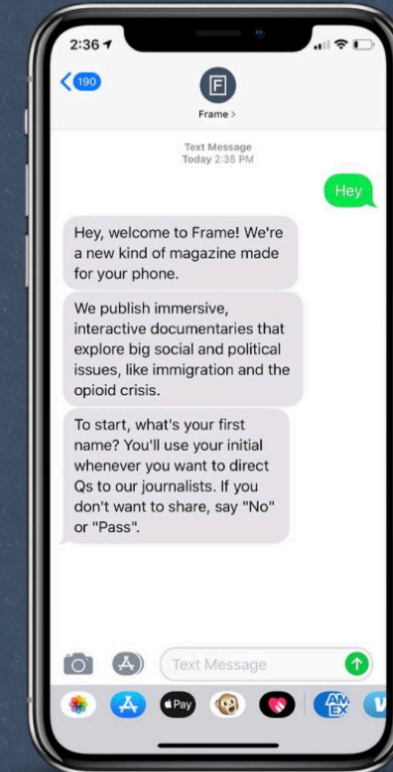 2:36
190
F
Frame >
Text Message
Today 2:35 PM
Hey
Hey, welcome to Frame! We're
a new kind of magazine made
for your phone.
We publish immersive,
interactive documentaries that
explore big social and political
issues, like immigration and the
opioid crisis.
To start, what's your first
name? You'll use your initial
whenever you want to direct
Qs to our journalists. If you
don't want to share, say "No"
or "Pass".
Text Message
Pay
AM
EX
V